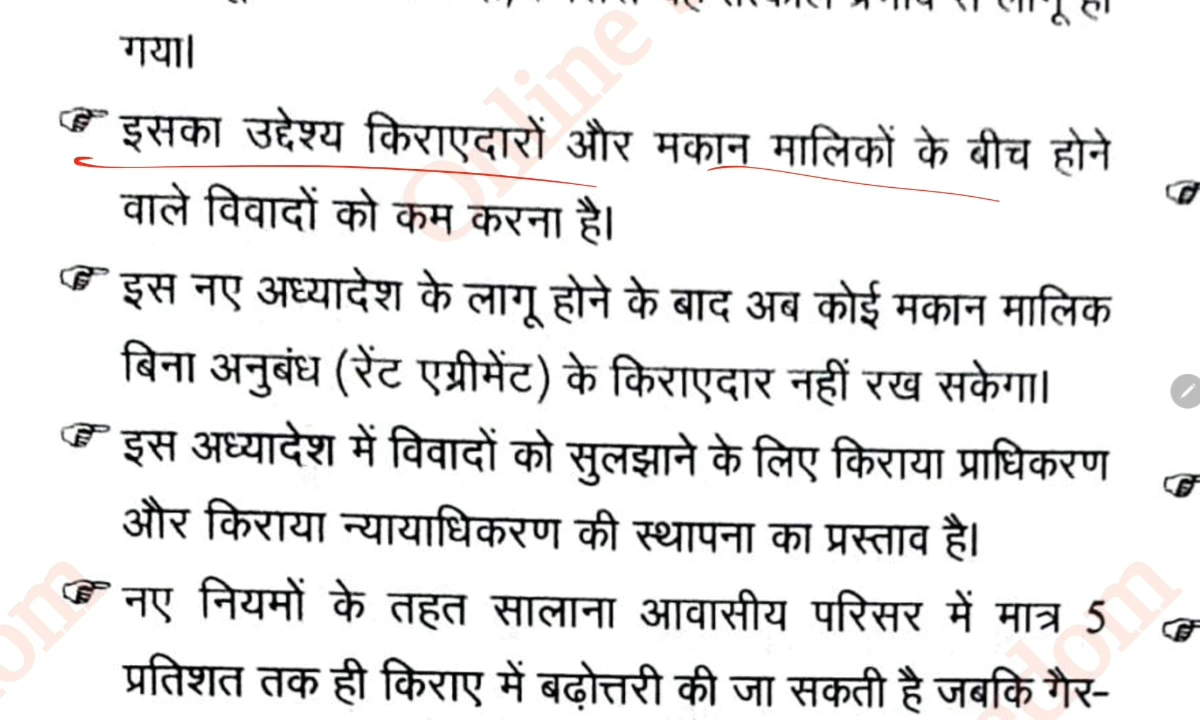 गया।
इसका उद्देश्य किराएदारों और मकान मालिकों के बीच होने
वाले विवादों को कम करना है।
इस नए अध्यादेश के लागू होने के बाद अब कोई मकान मालिक
बिना अनुबंध (रेंट एग्रीमेंट) के किराएदार नहीं रख सकेगा।
इस अध्यादेश में विवादों को सुलझाने के लिए किराया प्राधिकरण
और किराया न्यायाधिकरण की स्थापना का प्रस्ताव है।
नए नियमों के तहत सालाना आवासीय परिसर में मात्र 5
प्रतिशत तक ही किराए में बढ़ोत्तरी की जा सकती है जबकि गैर-
Online